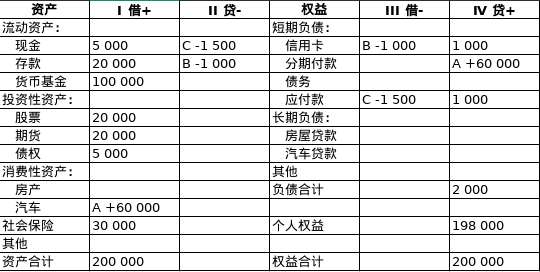 资产 I 借+ II 贷- 权益 III 借- IV 贷+
流动资产: 短期负债:
现金 5 000 C -1 500 信用卡 B -1 000 1 000
存款 20 000 B -1 000 分期付款 A +60 000
货币基金 100 000 债务
投资性资产: 应付款 C -1 500 1 000
股票 20 000 长期负债:
期货 20 000 房屋贷款
债权 5 000 汽车贷款
消费性资产: 其他
房产 负债合计 2 000
汽车 A +60 000
社会保险 30 000 个人权益 198 000
其他
资产合计 200 000 权益合计 200 000